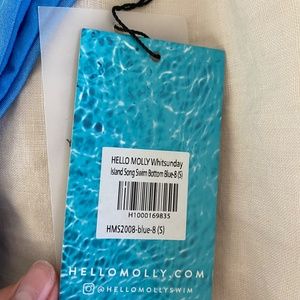 HELLO MOLLY Whitsunday
Island Song Swim Bottom Blue-8 (S)
H1000169835
HMS2008-blue-8 (S)
HELLOMOLLY.COM
@HELLOMOLLYSWIM